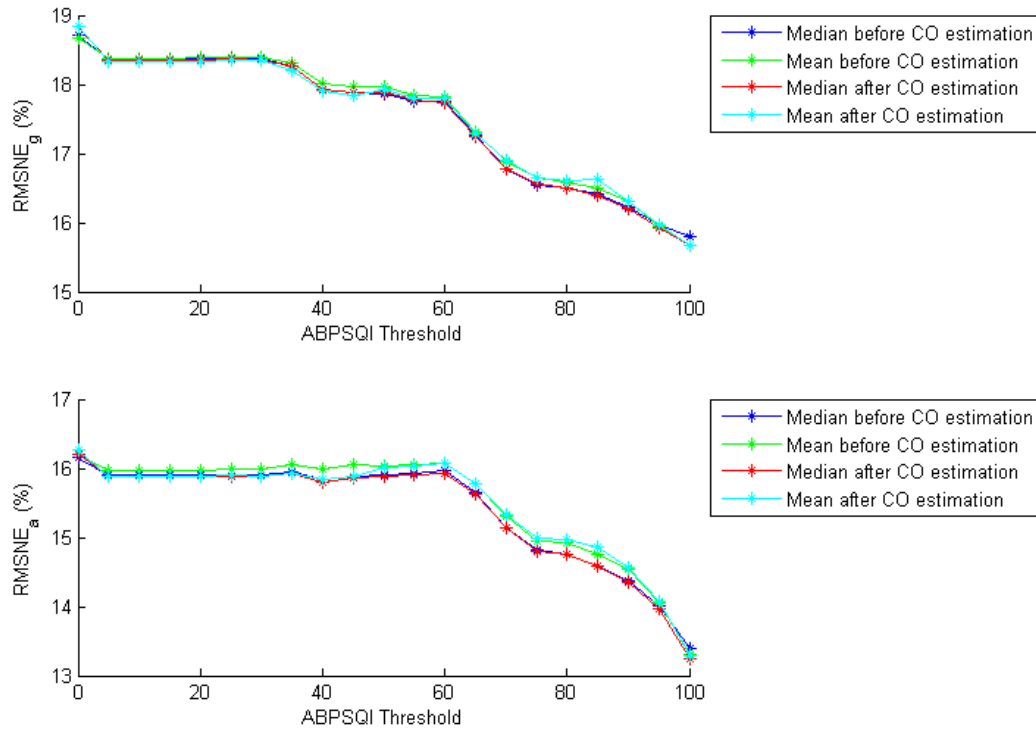 19
18
17
16
15
RMSNE_g (%)
0 20 40 60 80 100
ABPSQI Threshold
Median before CO estimation
Mean before CO estimation
Median after CO estimation
Mean after CO estimation
17
16
15
14
13
RMSNE_a (%)
0 20 40 60 80 100
ABPSQI Threshold
Median before CO estimation
Mean before CO estimation
Median after CO estimation
Mean after CO estimation